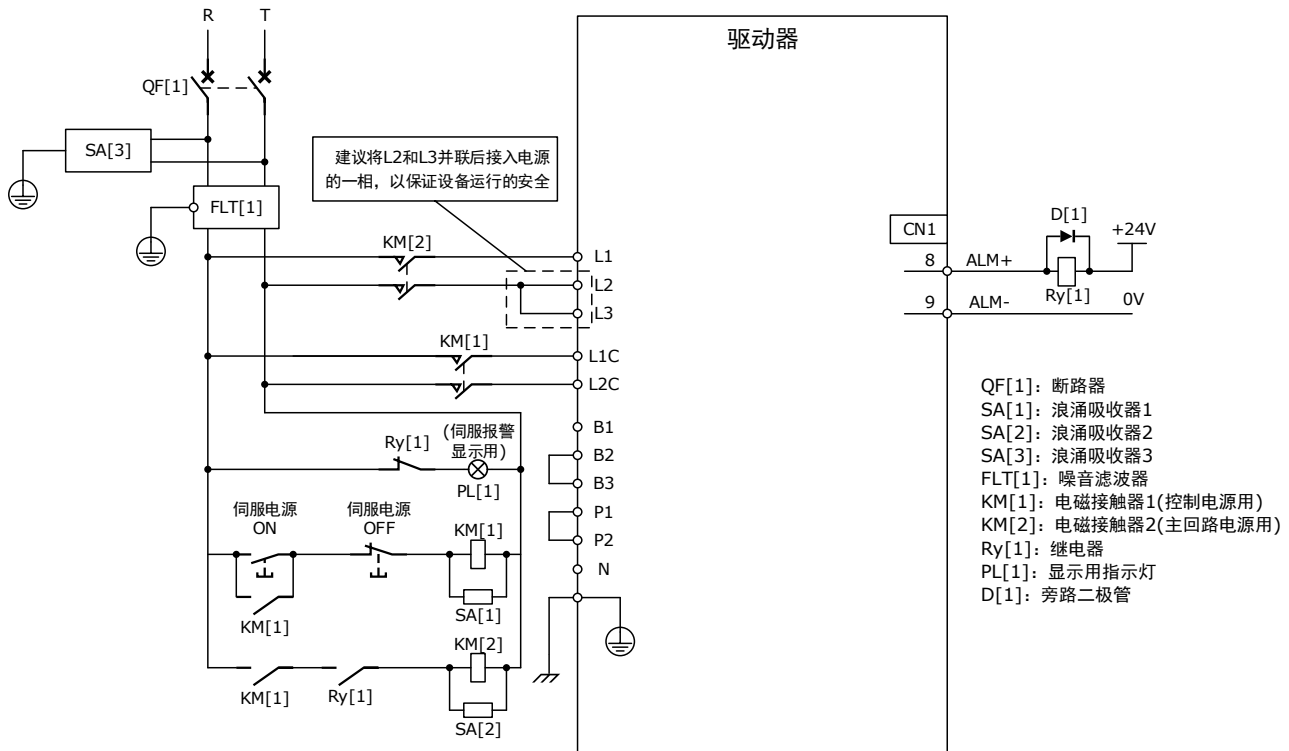 R
T
驱动器
QF[1]
SA[3]
建议将L2和L3并联后接入电源
的一相，以保证设备运行的安全
FLT[1]
D[1]
CN1
+24V
KM[2]
L1
8
ALM+
L2
Ry[1]
9
ALM-
0V
L3
KM[1]
L1C
L2C
QF[1]：断路器
SA[1]：浪涌吸收器1
SA[2]：浪涌吸收器2
SA[3]：浪涌吸收器3
FLT[1]：噪音滤波器
KM[1]：电磁接触器1(控制电源用)
KM[2]：电磁接触器2(主回路电源用)
Ry[1]：继电器
PL[1]：显示用指示灯
D[1]：旁路二极管
B1
Ry[1]
(伺服报警
显示用)
B2
B3
PL[1]
伺服电源
ON
伺服电源
OFF
P1
KM[1]
P2
N
SA[1]
KM[1]
KM[2]
KM[1]
Ry[1]
SA[2]